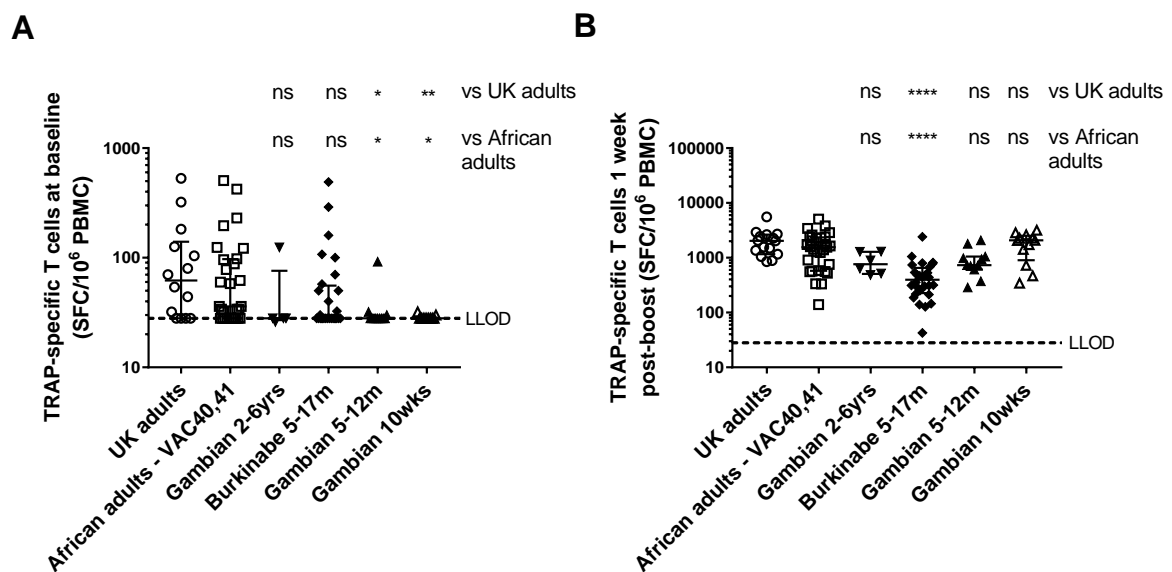 A
ns ns * ** vs UK adults
ns ns * * vs African
adults
TRAP-specific T cells at baseline
(SFC/10⁶ PBMC)
1000
100
10
LLOD
UK adults
African adults - VAC40,41
Gambian 2-6yrs
Burkinabe 5-17m
Gambian 5-12m
Gambian 10wks
B
ns **** ns ns vs UK adults
ns **** ns ns vs African
adults
TRAP-specific T cells 1 week
post-boost (SFC/10⁶ PBMC)
100000
10000
1000
100
10
LLOD
UK adults
African adults - VAC40,41
Gambian 2-6yrs
Burkinabe 5-17m
Gambian 5-12m
Gambian 10wks